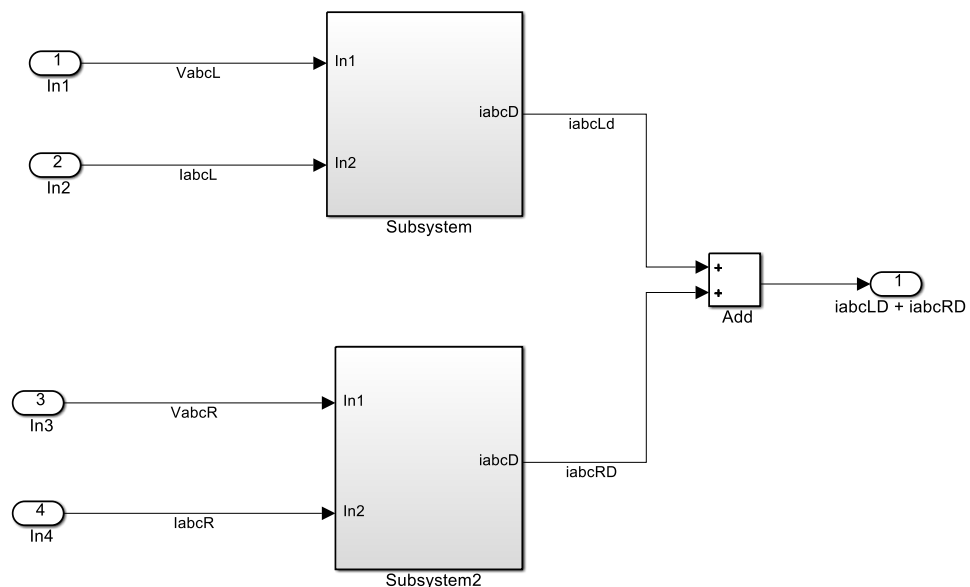 1
In1
VabcL
In1
2
In2
IabcL
In2
iabcD
iabcLd
Subsystem
+
+
Add
1
iabcLD + iabcRD
3
In3
VabcR
In1
4
In4
IabcR
In2
iabcD
iabcRD
Subsystem2